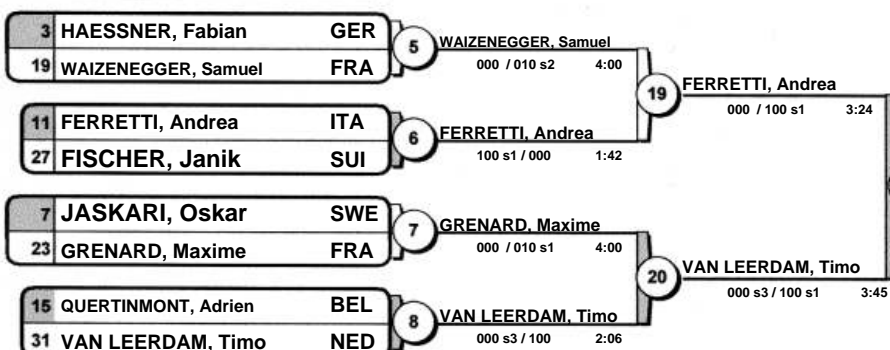 3 HAESSNER, Fabian GER
19 WAIZENEGGER, Samuel FRA
5
WAIZENEGGER, Samuel
000 / 010 s2 4:00
11 FERRETTI, Andrea ITA
27 FISCHER, Janik SUI
6
FERRETTI, Andrea
100 s1 / 000 1:42
19
FERRETTI, Andrea
000 / 100 s1 3:24
7 JASKARI, Oskar SWE
23 GRENARD, Maxime FRA
7
GRENARD, Maxime
000 / 010 s1 4:00
15 QUERTINMONT, Adrien BEL
31 VAN LEERDAM, Timo NED
8
VAN LEERDAM, Timo
000 s3 / 100 2:06
20
VAN LEERDAM, Timo
000 s3 / 100 s1 3:45